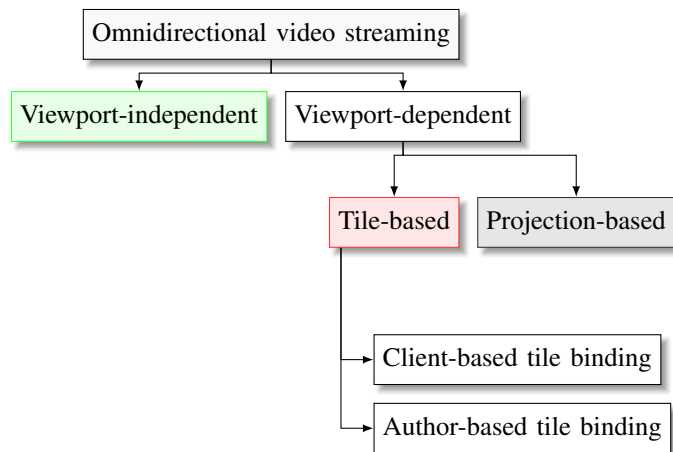 Omnidirectional video streaming
Viewport-independent
Viewport-dependent
Tile-based
Projection-based
Client-based tile binding
Author-based tile binding